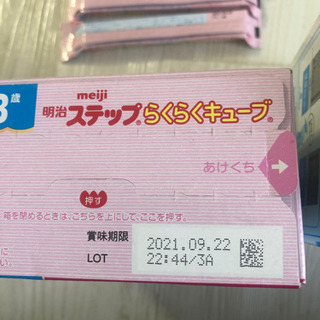 3歳
meiji
明治 ステップ® らくらくキューブ®
あけくち
押す
箱を閉めるときは、こちらを上にして、ここを押す。
賞味期限 2021.09.22
LOT 22:44/3A